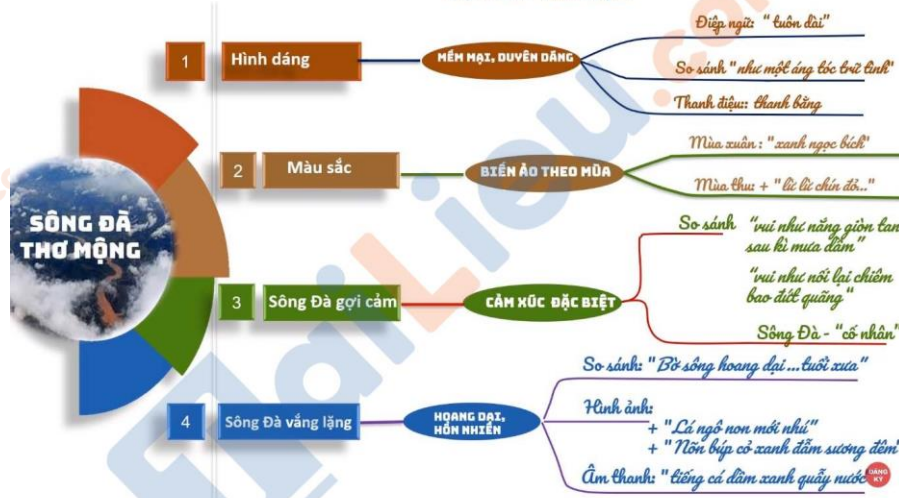 SÔNG ĐÀ
THƠ MỘNG
1
Hình dáng
MỀM MẠI, DUYÊN DÁNG
Điệp ngữ: “ tuôn dài”
So sánh "như một áng tóc trữ tình"
Thanh điệu:: thanh bằng
2
Màu sắc
BIẾN ẢO THEO MÙA
Mùa xuân : "xanh ngọc bích"
Mùa thu: + "lừ lừ chín đỏ..."
3
Sông Đà gợi cảm
CẢM XÚC ĐẶC BIỆT
So sánh
“vui như nắng giòn tan
sau kì mưa dầm”
“vui như nối lại chiêm
bao đứt quãng”
Sông Đà - “cố nhân”
4
Sông Đà vắng lặng
HOANG DẠI,
HỒN NHIÊN
So sánh: " Bờ sông hoang dại ... tuổi xưa”
Hình ảnh:
+ "Lá ngô non mới nhú”
+ "Nõn búp cỏ xanh đẫm sương đêm"
Âm thanh: "tiếng cá dầm xanh quẫy nước
ĐĂNG
KÝ
TaiLieu.com